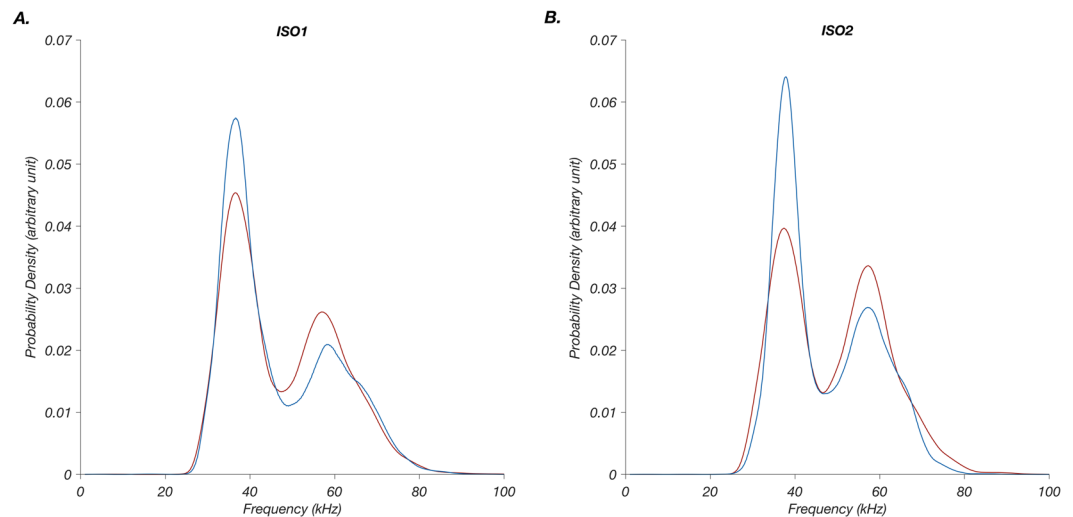 A.
ISO1
0.07
0.06
0.05
0.04
0.03
0.02
0.01
0
Probability Density (arbitrary unit)
0 20 40 60 80 100
Frequency (kHz)
B.
ISO2
0.07
0.06
0.05
0.04
0.03
0.02
0.01
0
Probability Density (arbitrary unit)
0 20 40 60 80 100
Frequency (kHz)